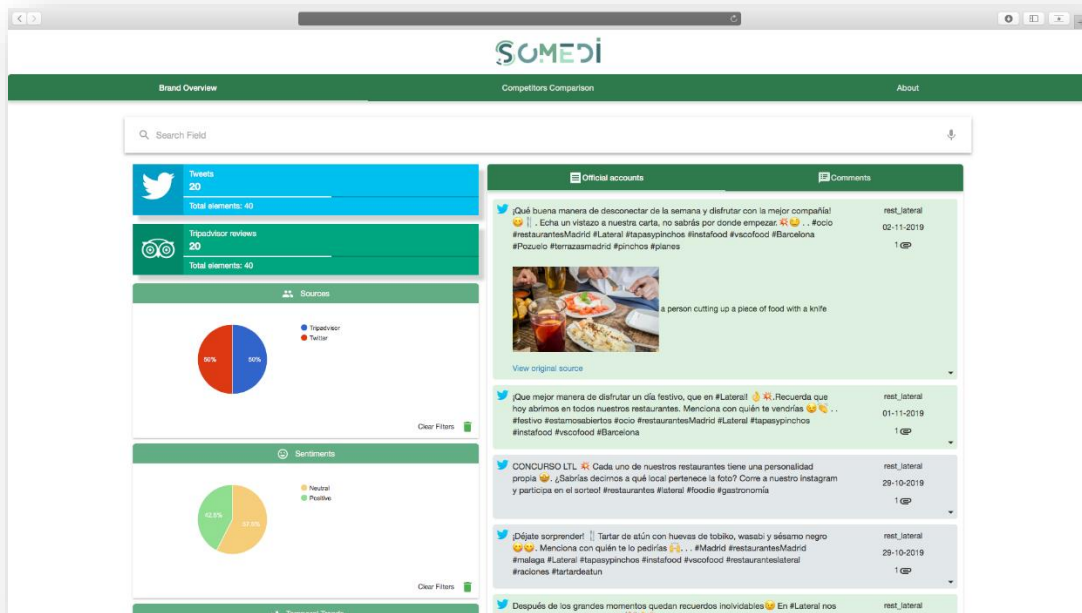 SOMEDI
Brand Overview
Competitors Comparison
About
Search Field
Tweets
20
Total elements: 40
Tripadvisor reviews
20
Total elements: 40
Sources
Tripadvisor
Twitter
50%
50%
Clear Filters
Sentiments
Neutral
Positive
42.5%
57.5%
Clear Filters
Temporal Trends
Official accounts
Comments
¡Qué buena manera de desconectar de la semana y disfrutar con la mejor compañía!
😋🍴. Echa un vistazo a nuestra carta, no sabrás por donde empezar. 💥😋 . . #ocio
#restaurantesMadrid #Lateral #tapasypinchos #instafood #vscofood #Barcelona
#Pozuelo #terrazasmadrid #pinchos #planes
rest_lateral
02-11-2019
1
a person cutting up a piece of food with a knife
View original source
¡Que mejor manera de disfrutar un día festivo, que en #Lateral! 👌💥.Recuerda que
hoy abrimos en todos nuestros restaurantes. Menciona con quién te vendrías 😋👏 . .
#festivo #estamosabiertos #ocio #restaurantesMadrid #Lateral #tapasypinchos
#instafood #vscofood #Barcelona
rest_lateral
01-11-2019
1
CONCURSO LTL 💥 Cada uno de nuestros restaurantes tiene una personalidad
propia 🤩. ¿Sabrías decirnos a qué local pertenece la foto? Corre a nuestro instagram
y participa en el sorteo! #restaurantes #lateral #foodie #gastronomía
rest_lateral
29-10-2019
1
¡Déjate sorprender! 🍴 Tartar de atún con huevas de tobiko, wasabi y sésamo negro
😋😋. Menciona con quién te lo pedirías 🙌. . . #Madrid #restaurantesMadrid
#malaga #Lateral #tapasypinchos #instafood #vscofood #restauranteslateral
#raciones #tartardeatun
rest_lateral
29-10-2019
1
Después de los grandes momentos quedan recuerdos inolvidables😉 En #Lateral nos
rest_lateral